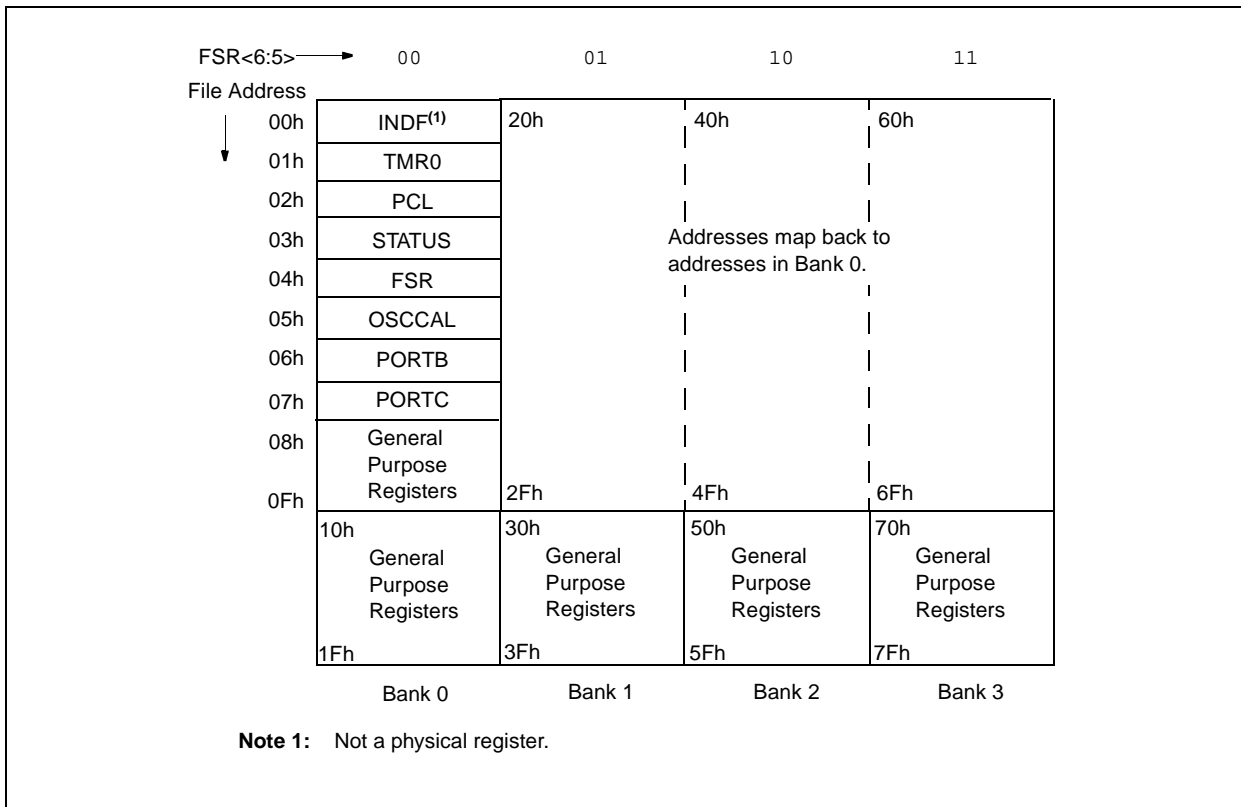 FSR<6:5> 00 01 10 11
File Address
00h INDF(1) 20h 40h 60h
01h TMR0
02h PCL
03h STATUS Addresses map back to
addresses in Bank 0.
04h FSR
05h OSCCAL
06h PORTB
07h PORTC
08h General
Purpose
Registers
0Fh 2Fh 4Fh 6Fh
10h 30h 50h 70h
General General General General
Purpose Purpose Purpose Purpose
Registers Registers Registers Registers
1Fh 3Fh 5Fh 7Fh
Bank 0 Bank 1 Bank 2 Bank 3
Note 1: Not a physical register.